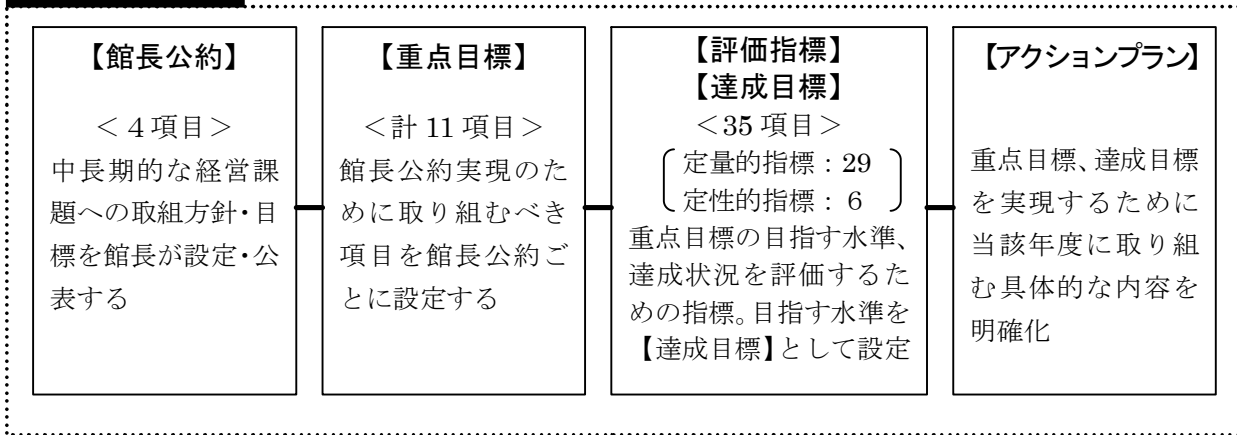 【館長公約】
<4項目>
中長期的な経営課
題への取組方針・目
標を館長が設定・公
表する
【重点目標】
<計 11 項目>
館長公約実現のた
めに取り組むべき
項目を館長公約ご
とに設定する
【評価指標】
【達成目標】
<35 項目>
定量的指標:29
定性的指標: 6
重点目標の目指す水準、
達成状況を評価するた
めの指標。目指す水準を
【達成目標】として設定
【アクションプラン】
重点目標、達成目標
を実現するために
当該年度に取り組
む具体的な内容を
明確化